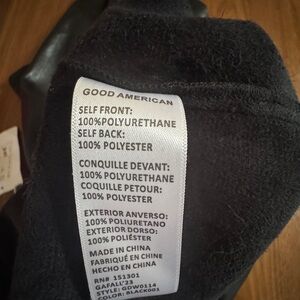 GOOD AMERICAN
SELF FRONT:
100%POLYURETHANE
SELF BACK:
100% POLYESTER
CONQUILLE DEVANT:
100%POLYURETHANE
COQUILLE PETOUR:
100% POLYESTER
EXTERIOR ANVERSO:
100% POLIURETANO
EXTERIOR DORSO:
100% POLIÉSTER
MADE IN CHINA
FABRIQUÉ EN CHINE
HECHO EN CHINA
RN# 151301
GAFALL'23
STYLE: GDW0114
COLOR: BLACK001